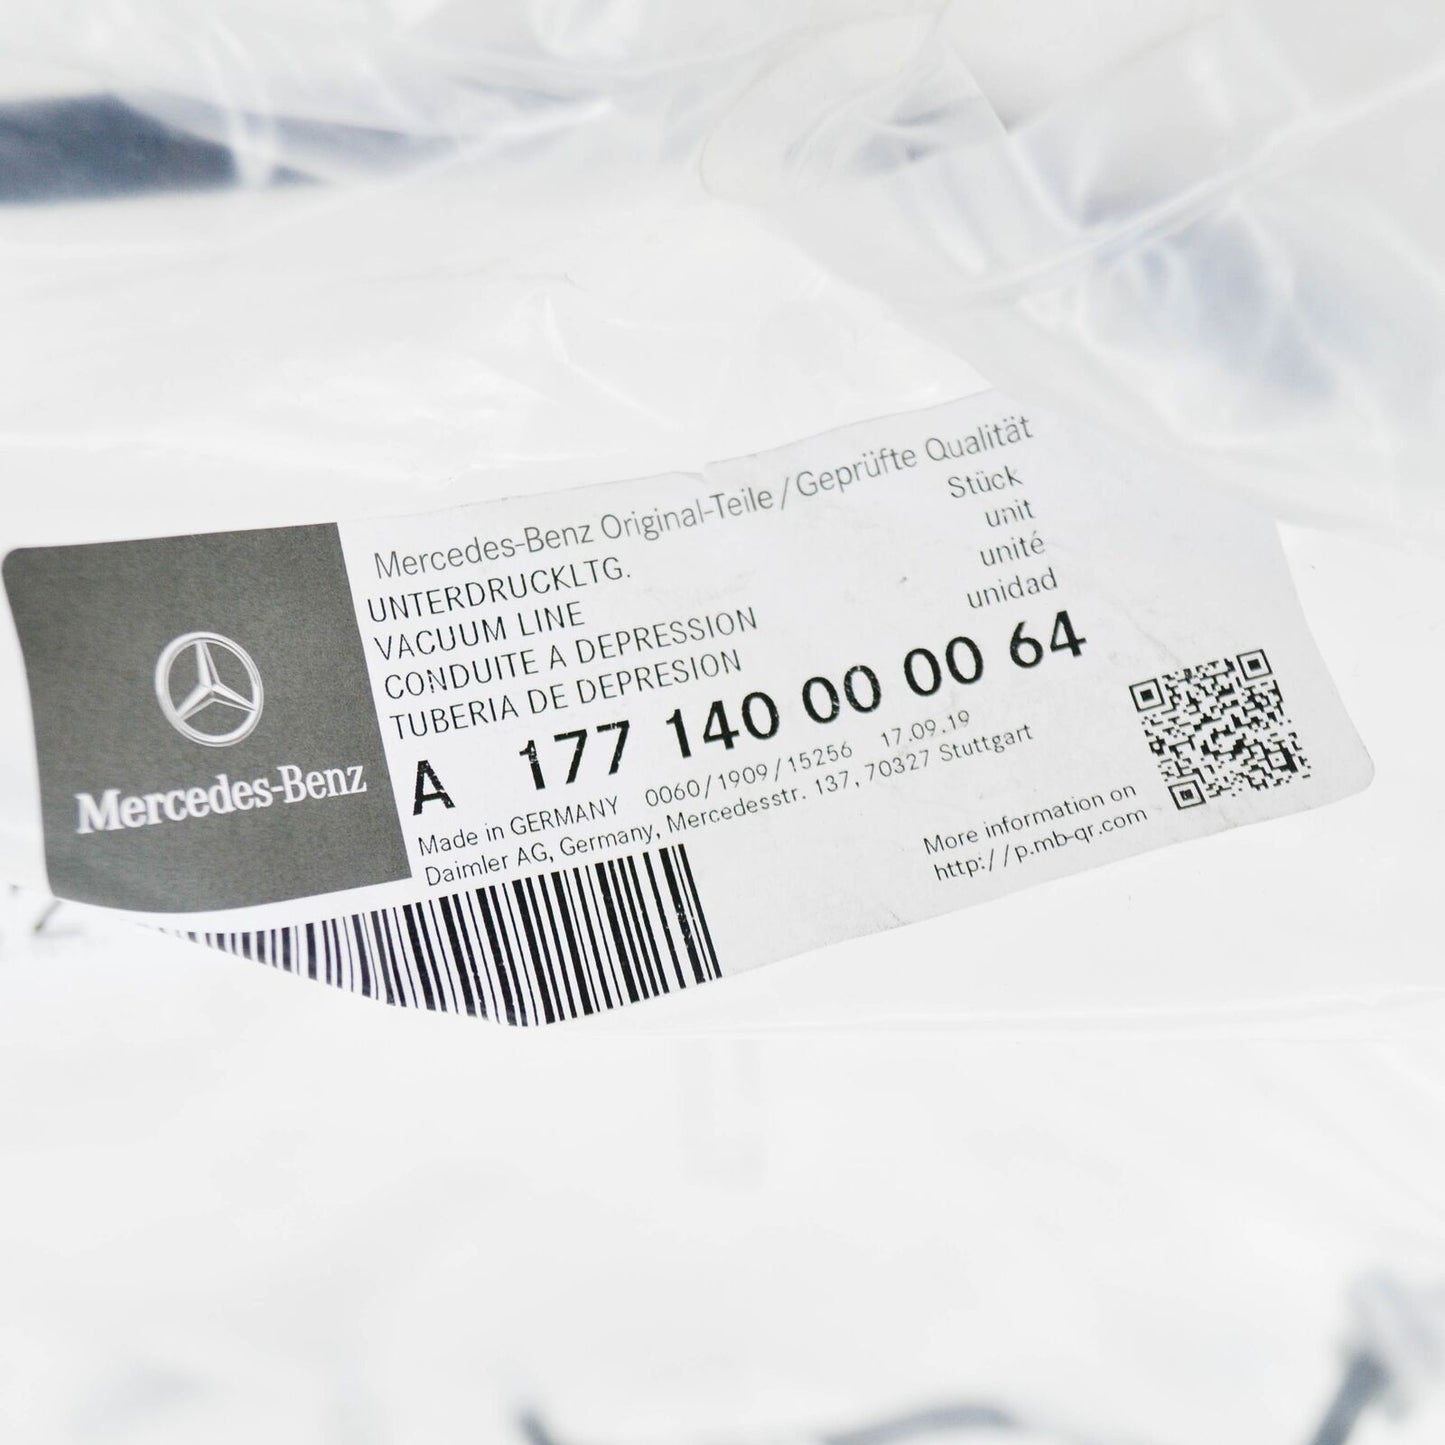 Mercedes-Benz
Mercedes-Benz Original-Teile / Geprüfte Qualität
UNTERDRUCKLTG.
VACUUM LINE
CONDUITE A DEPRESSION
TUBERIA DE DEPRESION
Stück
unit
unité
unidad
A 177 140 00 00 64
Made in GERMANY 0060/1909/15256 17.09.19
Daimler AG, Germany, Mercedesstr. 137, 70327 Stuttgart
More information on
http://p.mb-qr.com